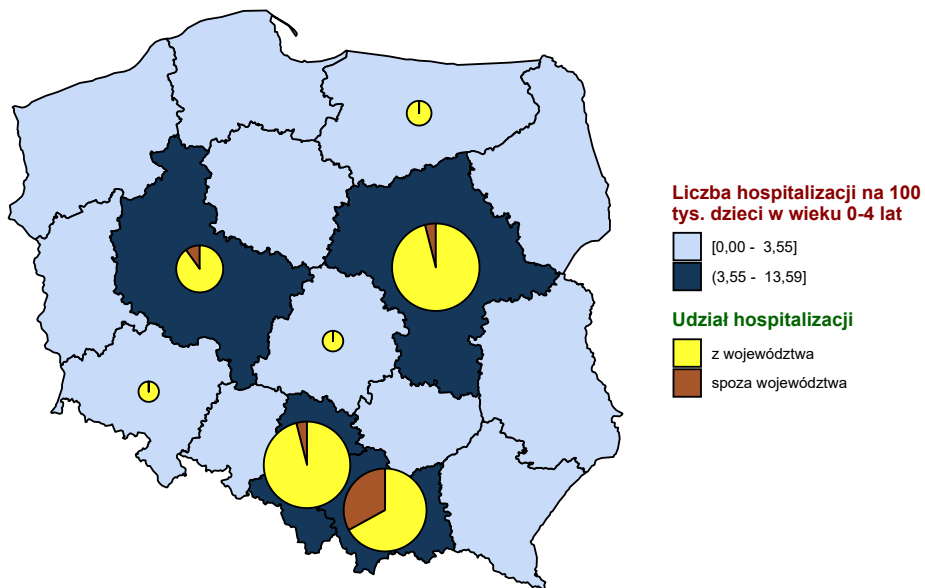 Liczba hospitalizacji na 100
tys. dzieci w wieku 0-4 lat
[0,00 - 3,55]
(3,55 - 13,59]
Udział hospitalizacji
z województwa
spoza województwa